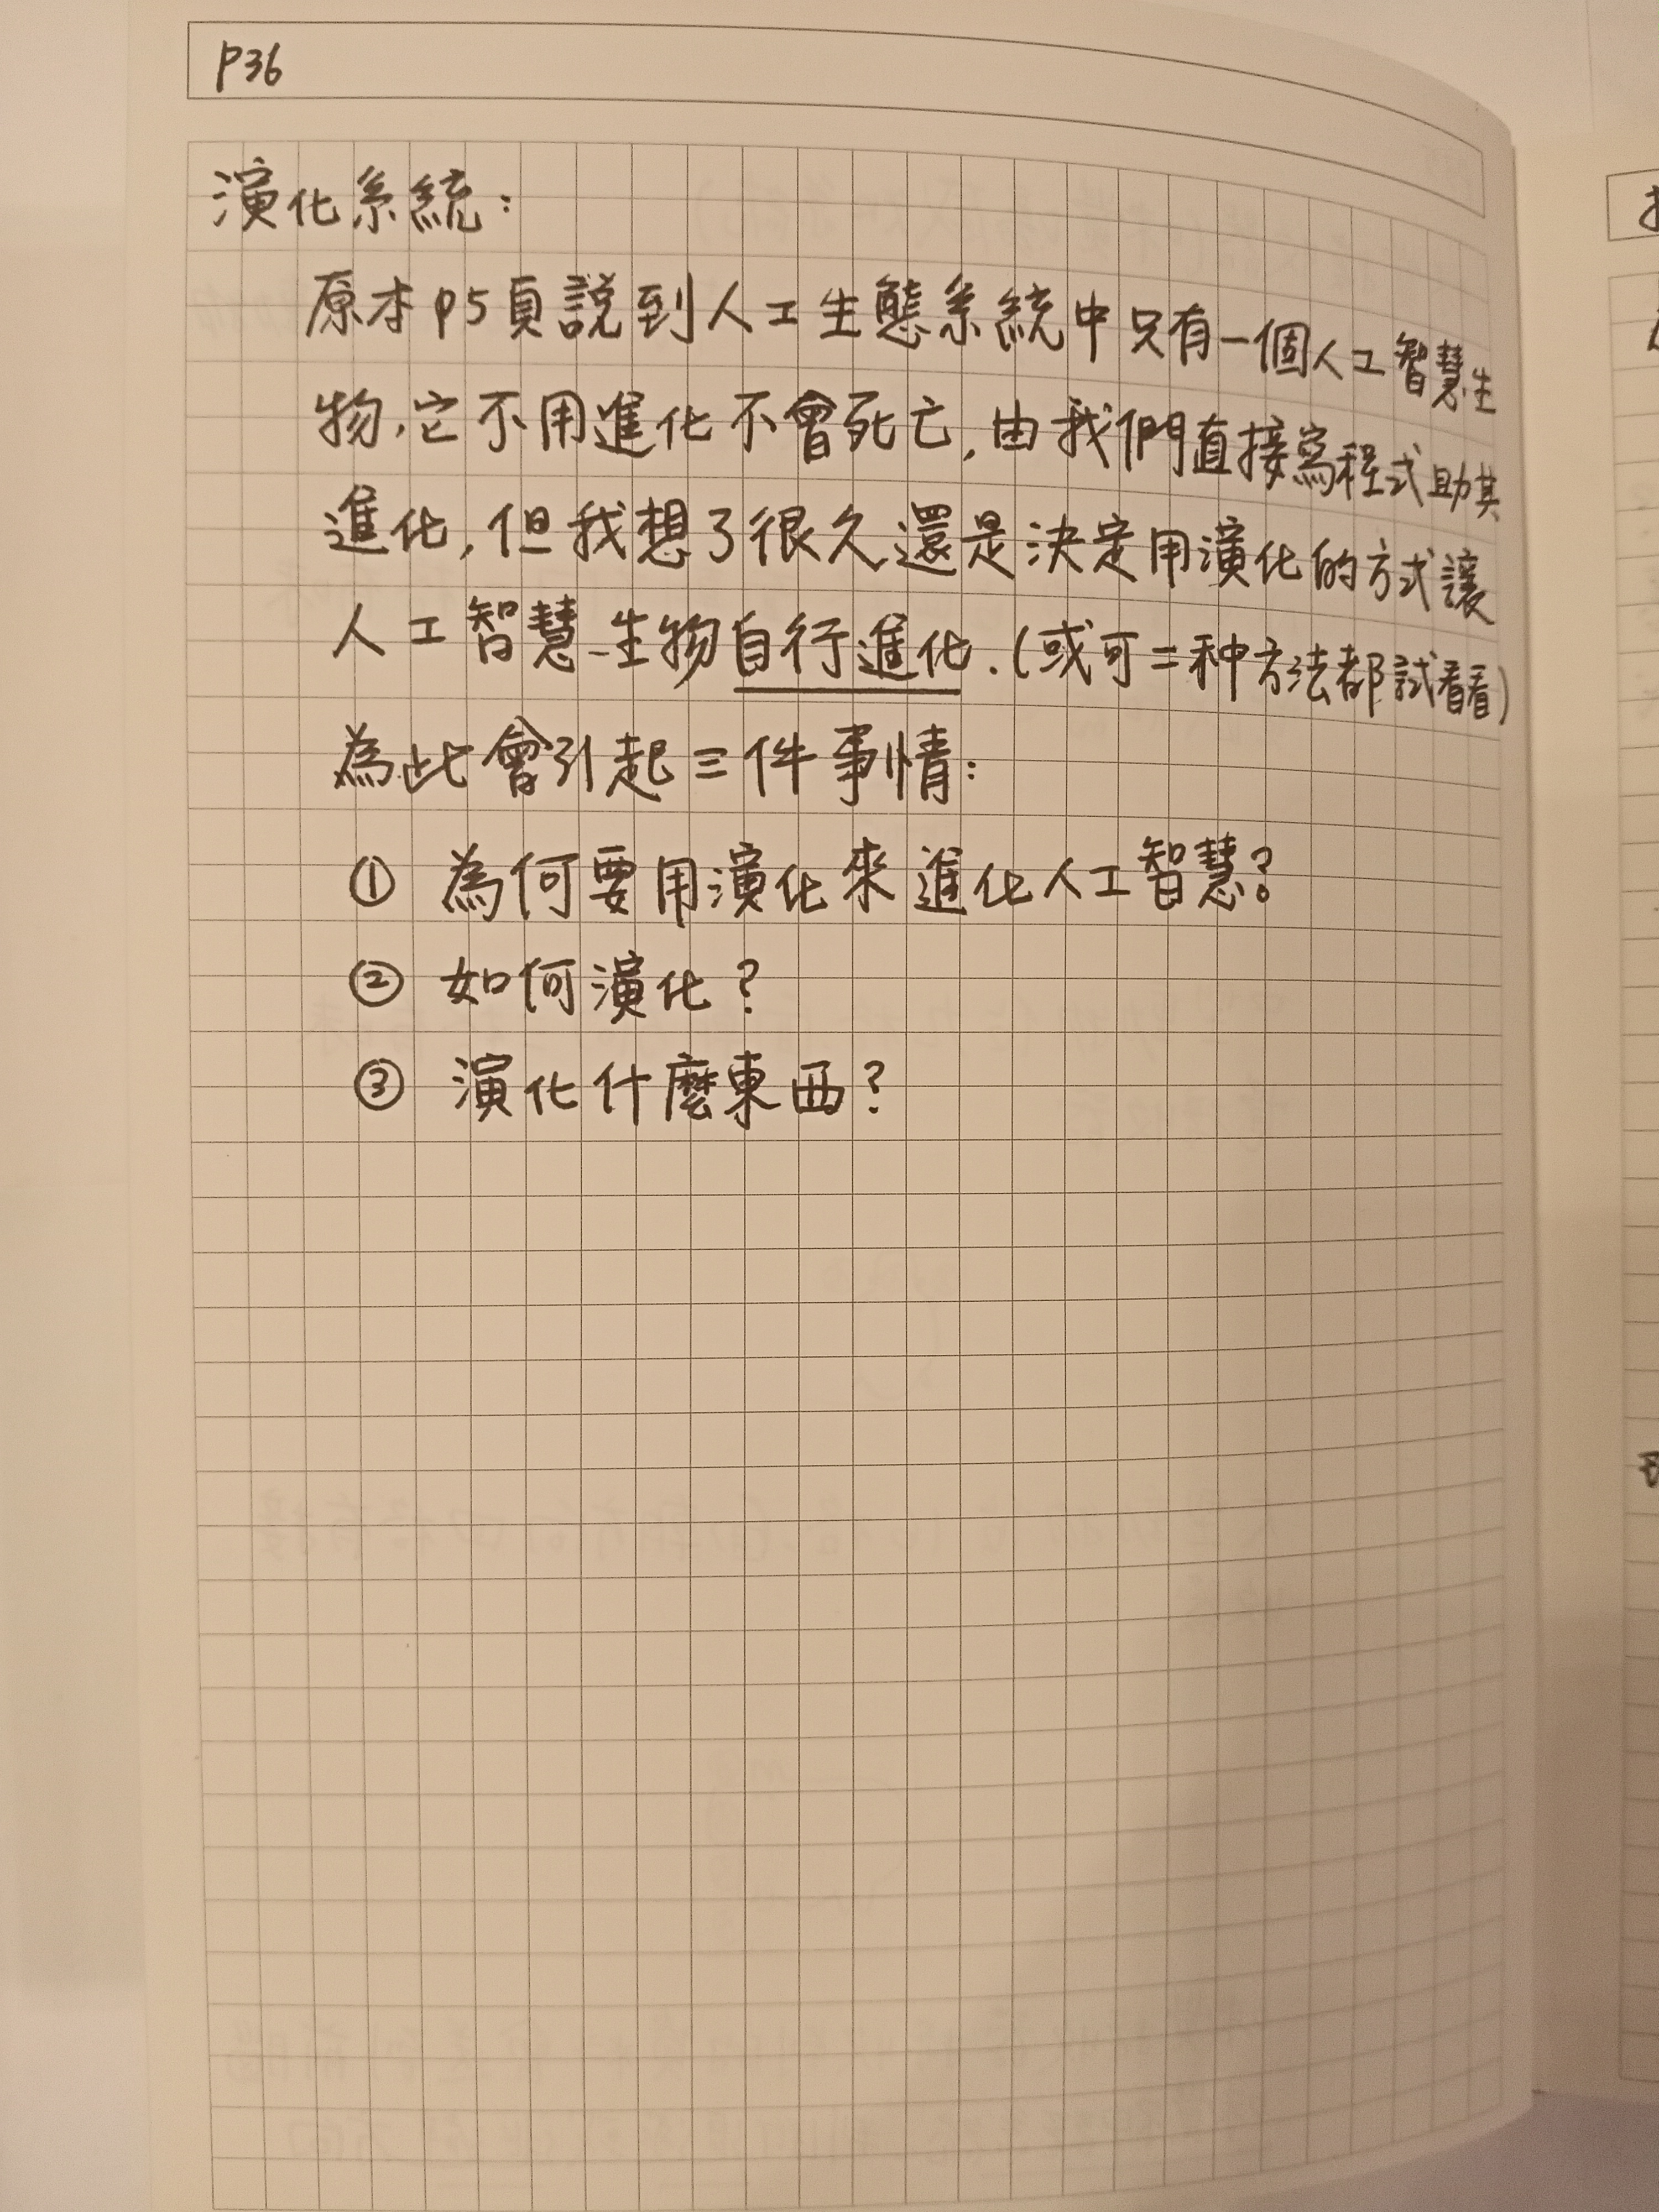 P36
演化系統：
原本P5頁說到人工生態系統中只有一個人工智慧生
物,它不用進化不會死亡,由我們直接寫程式助其
進化,但我想了很久還是決定用演化的方式讓
人工智慧生物自行進化.(或可二种方法都試看看)
為此會引起三件事情：
① 為何要用演化來進化人工智慧?
② 如何演化?
③ 演化什麼東西?